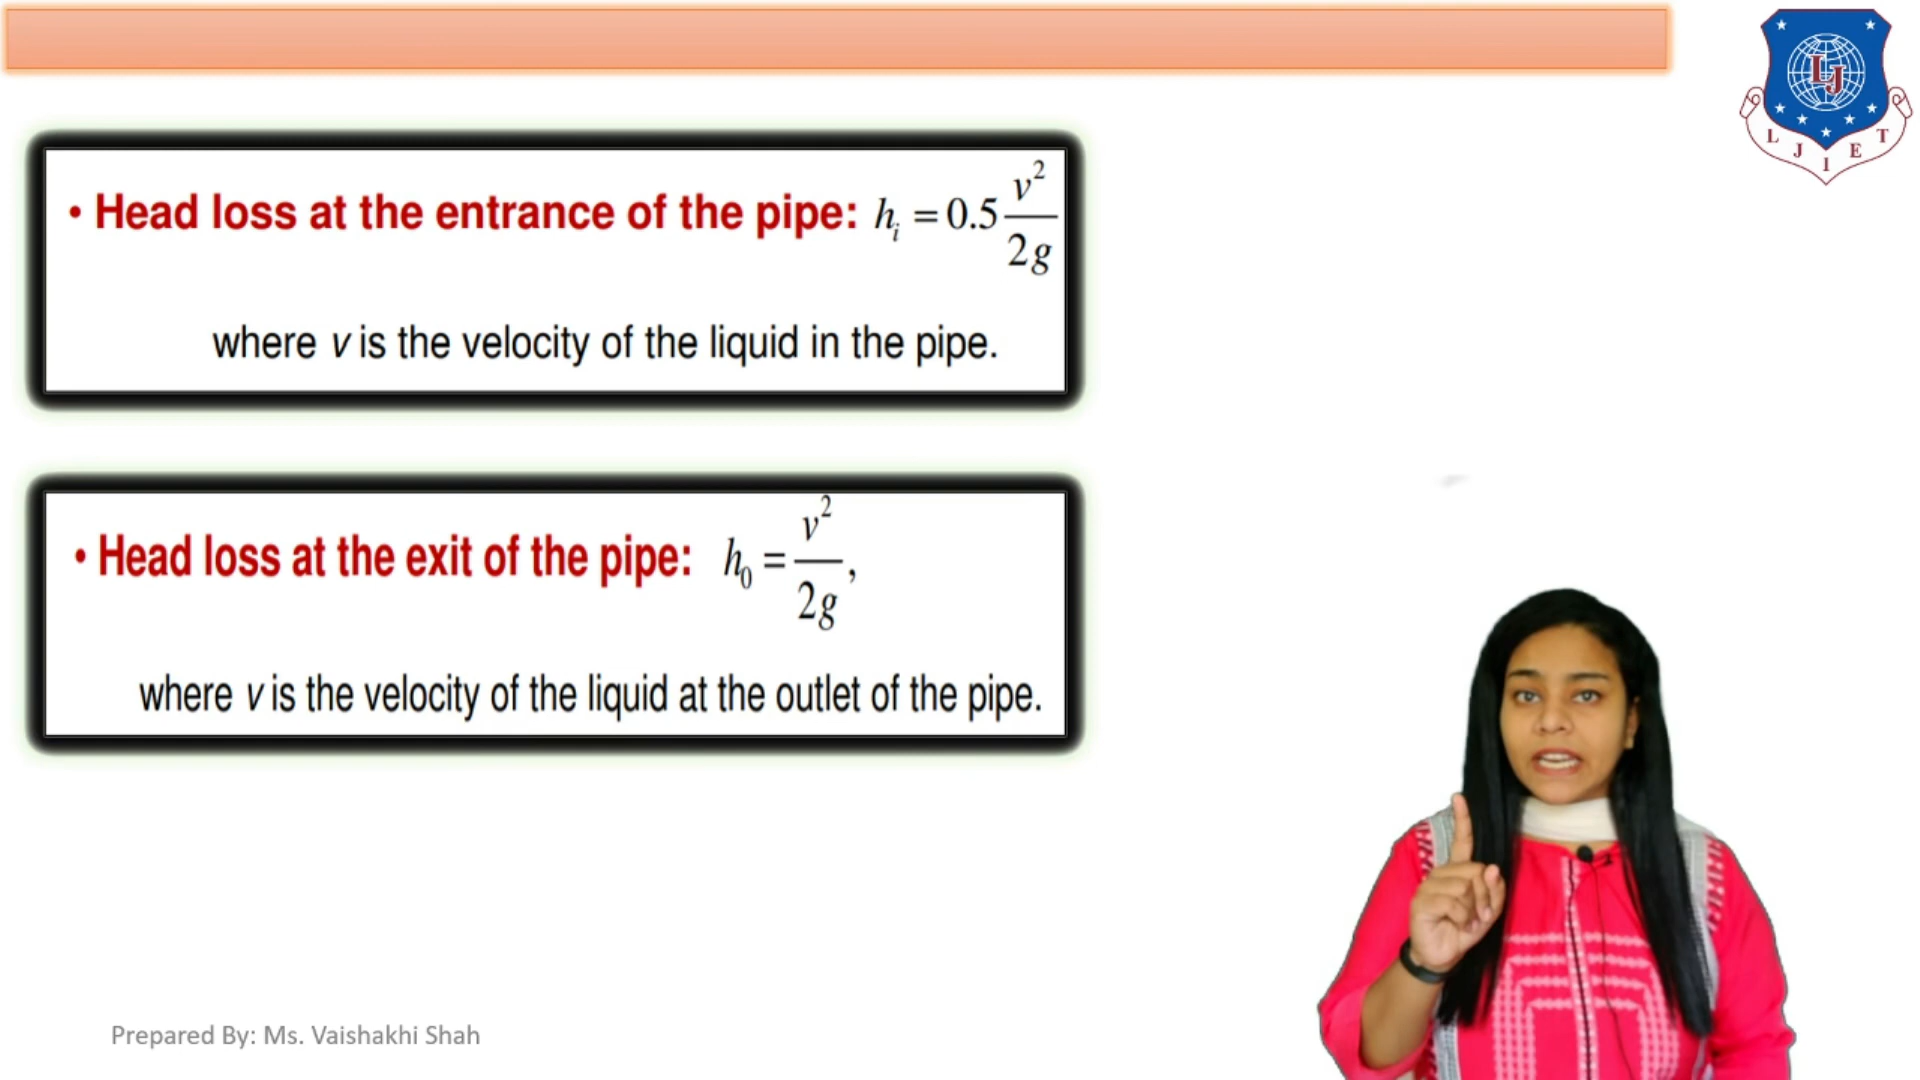 LJ
L J I E T
• Head loss at the entrance of the pipe: hᵢ = 0.5 v²/2g
where v is the velocity of the liquid in the pipe.
• Head loss at the exit of the pipe: h₀ = v²/2g,
where v is the velocity of the liquid at the outlet of the pipe.
Prepared By: Ms. Vaishakhi Shah